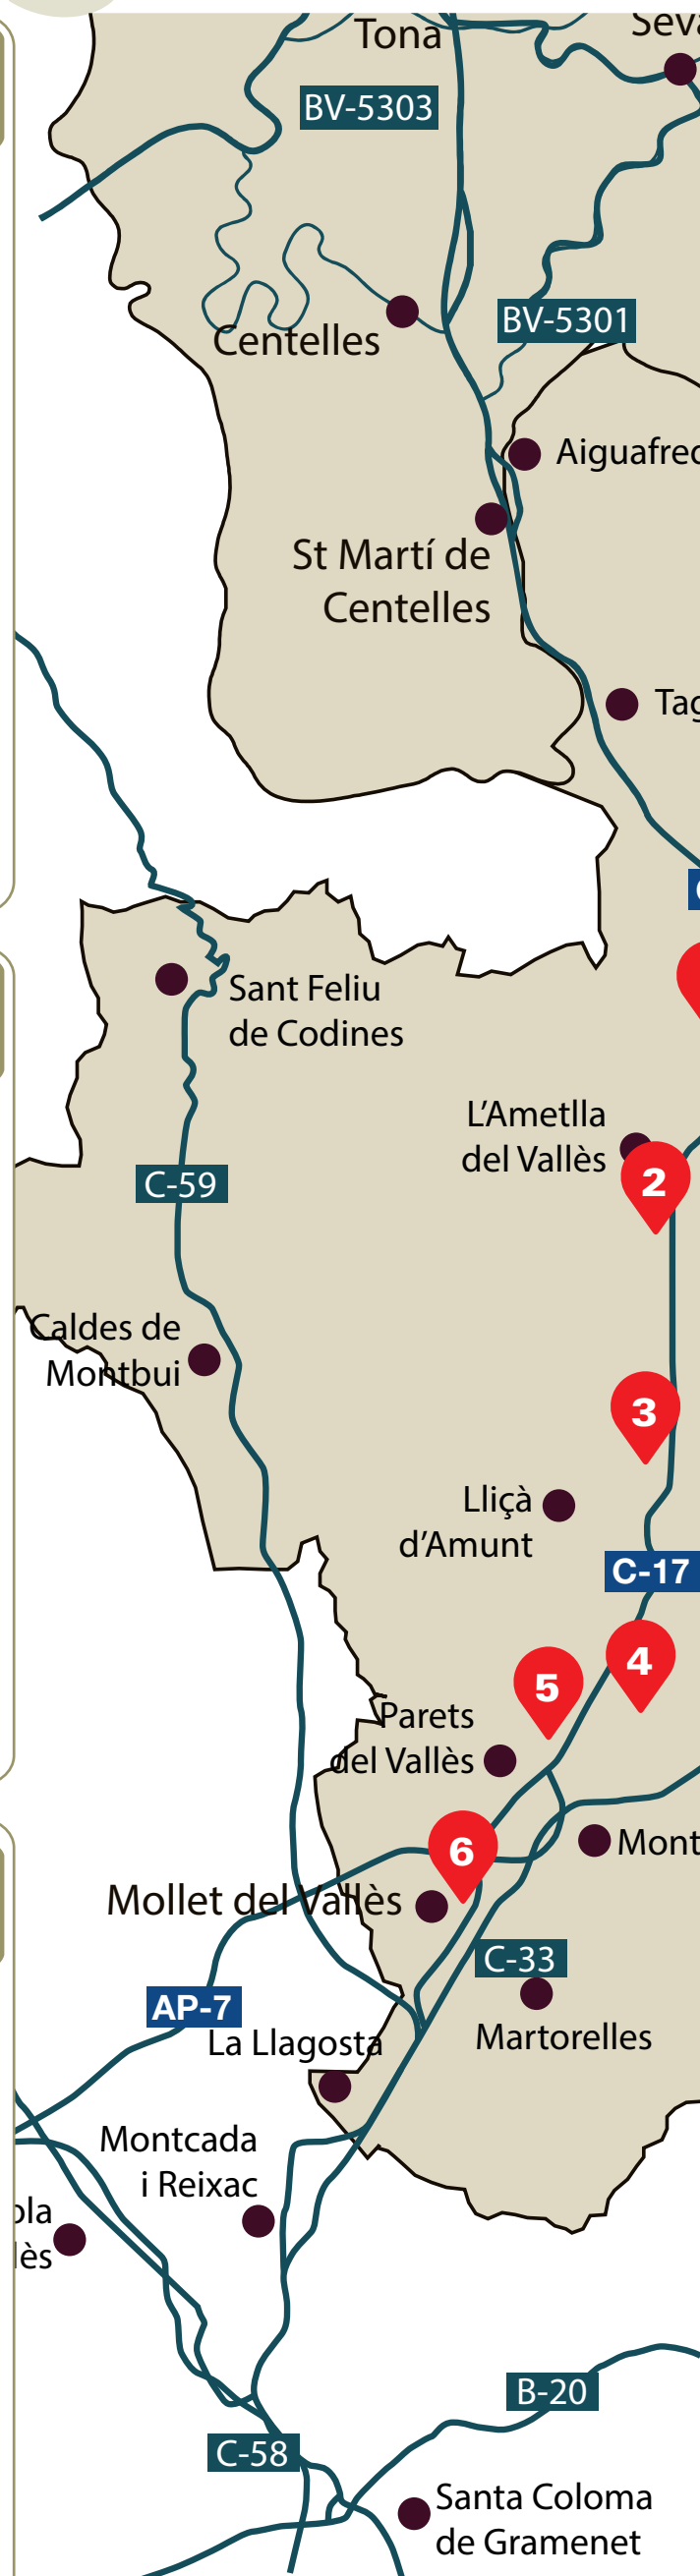 Tona
BV-5303
Centelles
BV-5301
St Martí de
Centelles
Sant Feliu
de Codines
L'Ametlla
del Vallès
2
C-59
Caldes de
Montbui
3
Lliçà
d'Amunt
C-17
4
5
Parets
del Vallès
6
Mollet del Vallès
C-33
AP-7
Martorelles
La Llagosta
Montcada
i Reixac
B-20
C-58
Santa Coloma
de Gramenet